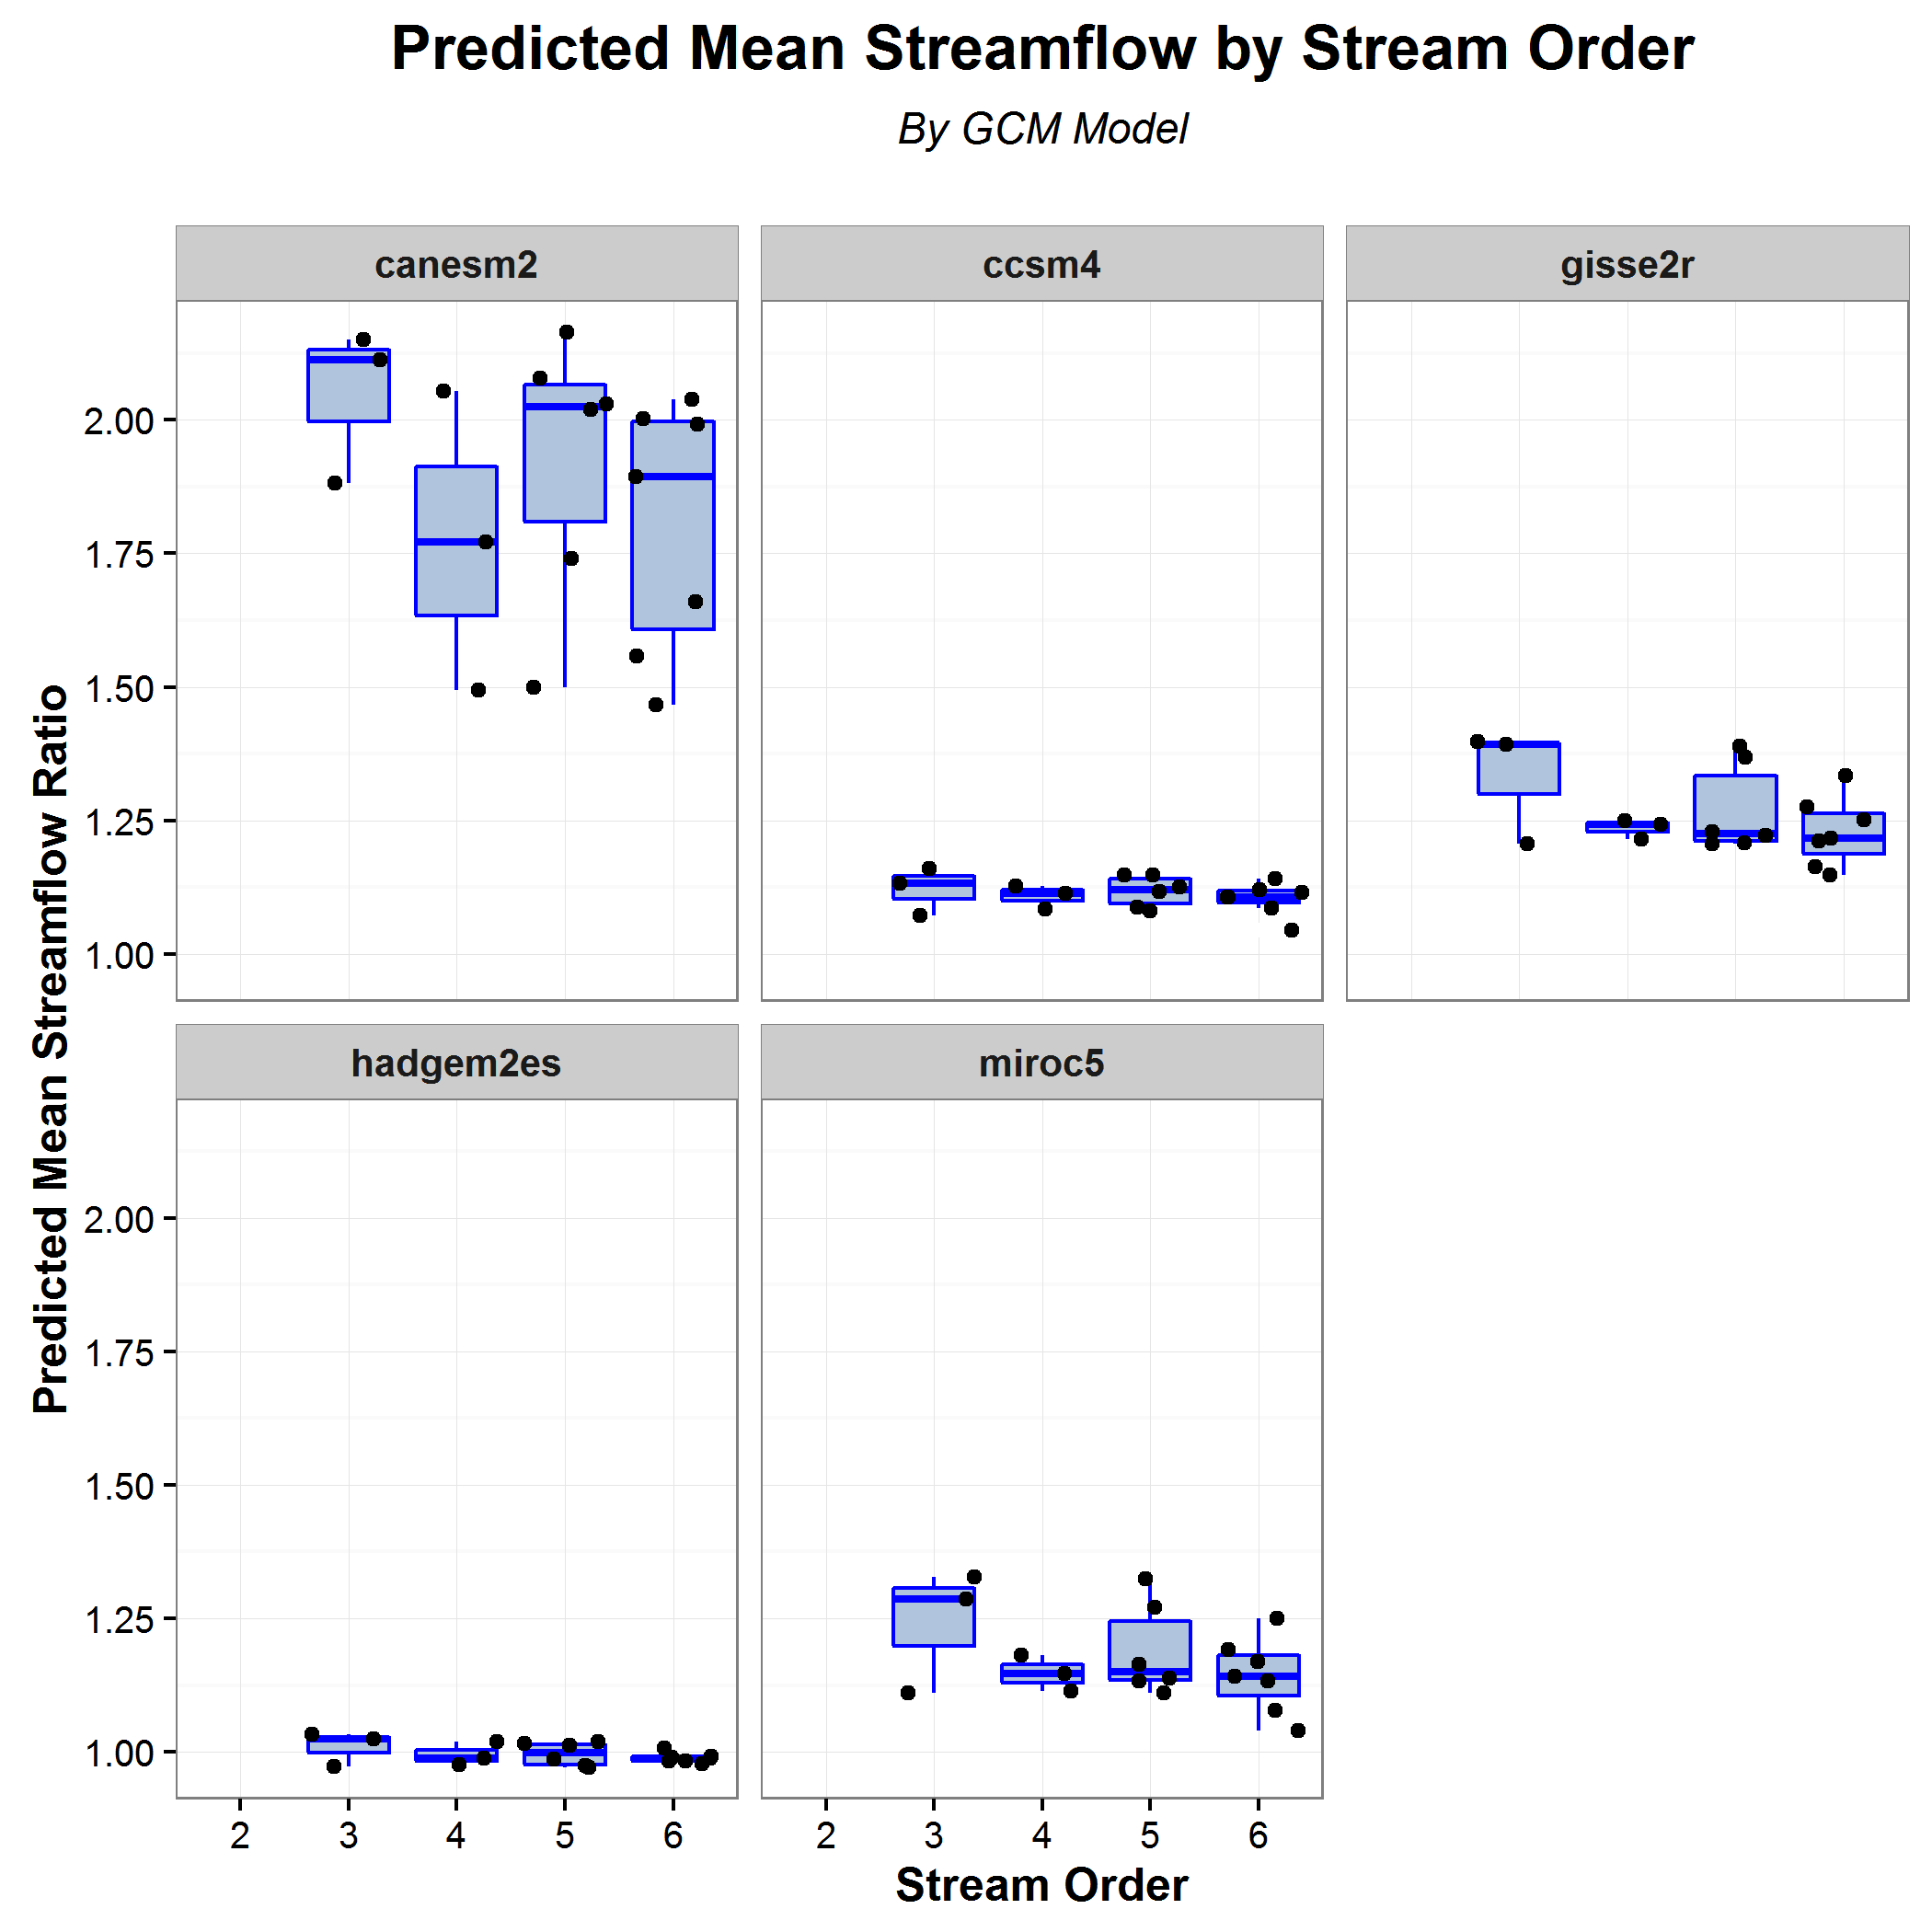 Predicted Mean Streamflow by Stream Order
By GCM Model
canesm2
ccsm4
gisse2r
2.00
1.75
1.50
1.25
1.00
Predicted Mean Streamflow Ratio
hadgem2es
miroc5
2.00
1.75
1.50
1.25
1.00
2 3 4 5 6
2 3 4 5 6
Stream Order